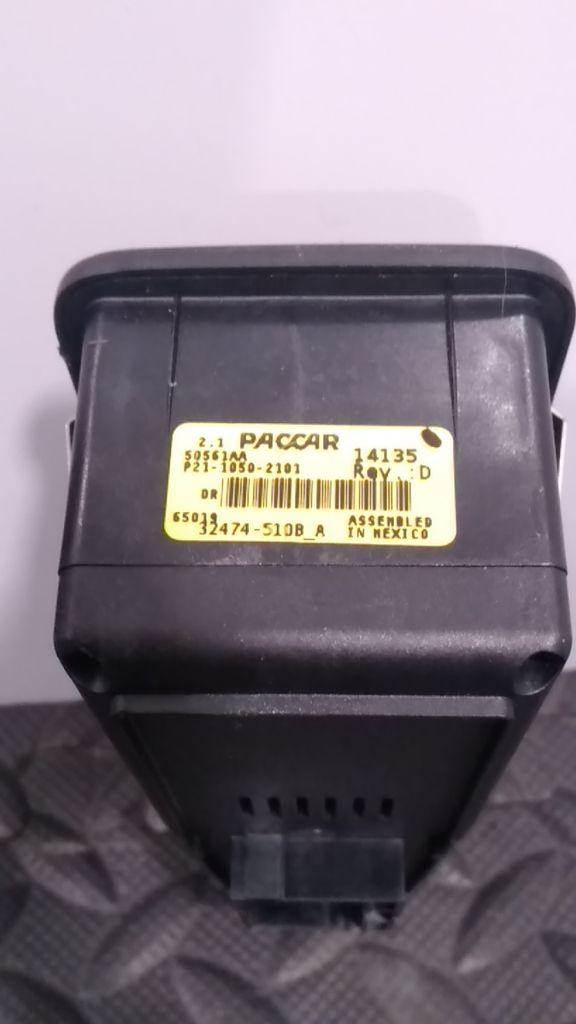 2.1 PACCAR
50561AA 14135
P21-1050-2101 Rev.:D
DR
65019 ASSEMBLED
32474-510B_A IN MEXICO